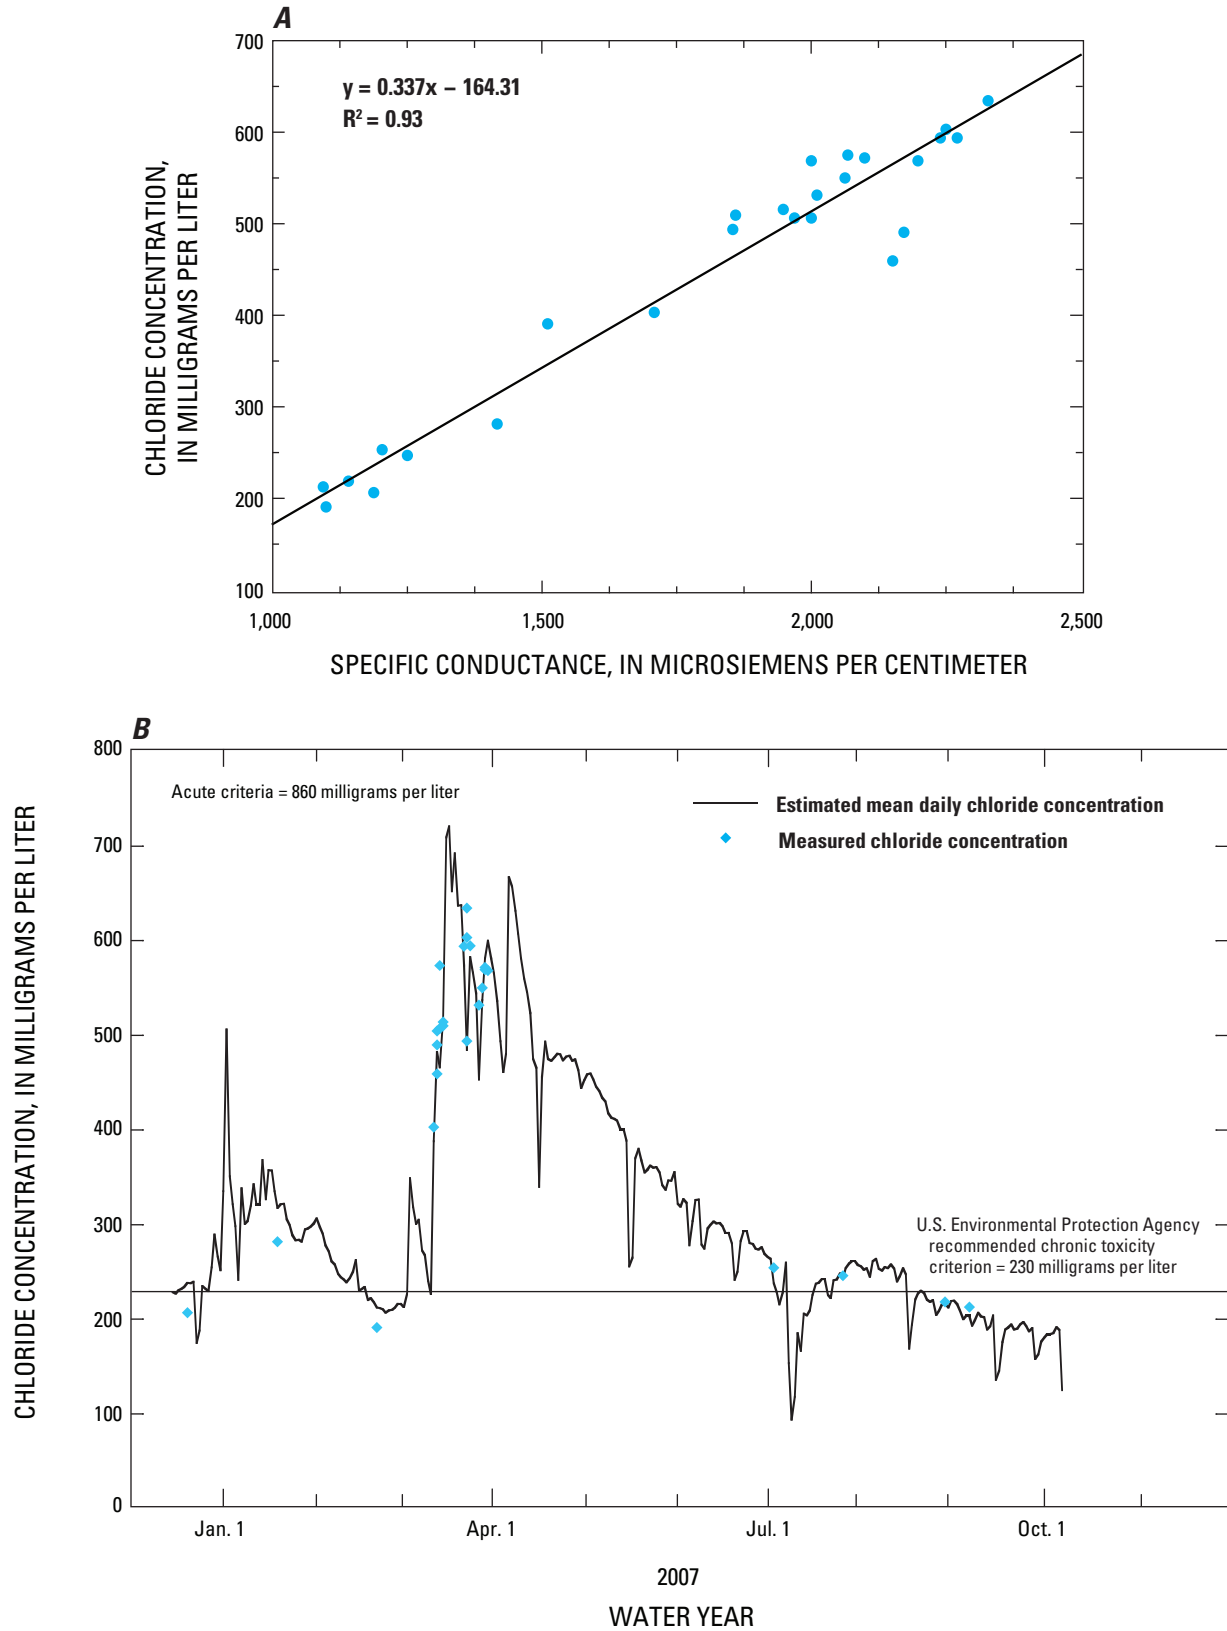 A
700
600
500
400
300
200
100
y = 0.337x – 164.31
R² = 0.93
CHLORIDE CONCENTRATION,
IN MILLIGRAMS PER LITER
1,000
1,500
2,000
2,500
SPECIFIC CONDUCTANCE, IN MICROSIEMENS PER CENTIMETER
B
800
700
600
500
400
300
200
100
0
Acute criteria = 860 milligrams per liter
Estimated mean daily chloride concentration
Measured chloride concentration
CHLORIDE CONCENTRATION, IN MILLIGRAMS PER LITER
U.S. Environmental Protection Agency
recommended chronic toxicity
criterion = 230 milligrams per liter
Jan. 1
Apr. 1
Jul. 1
Oct. 1
2007
WATER YEAR